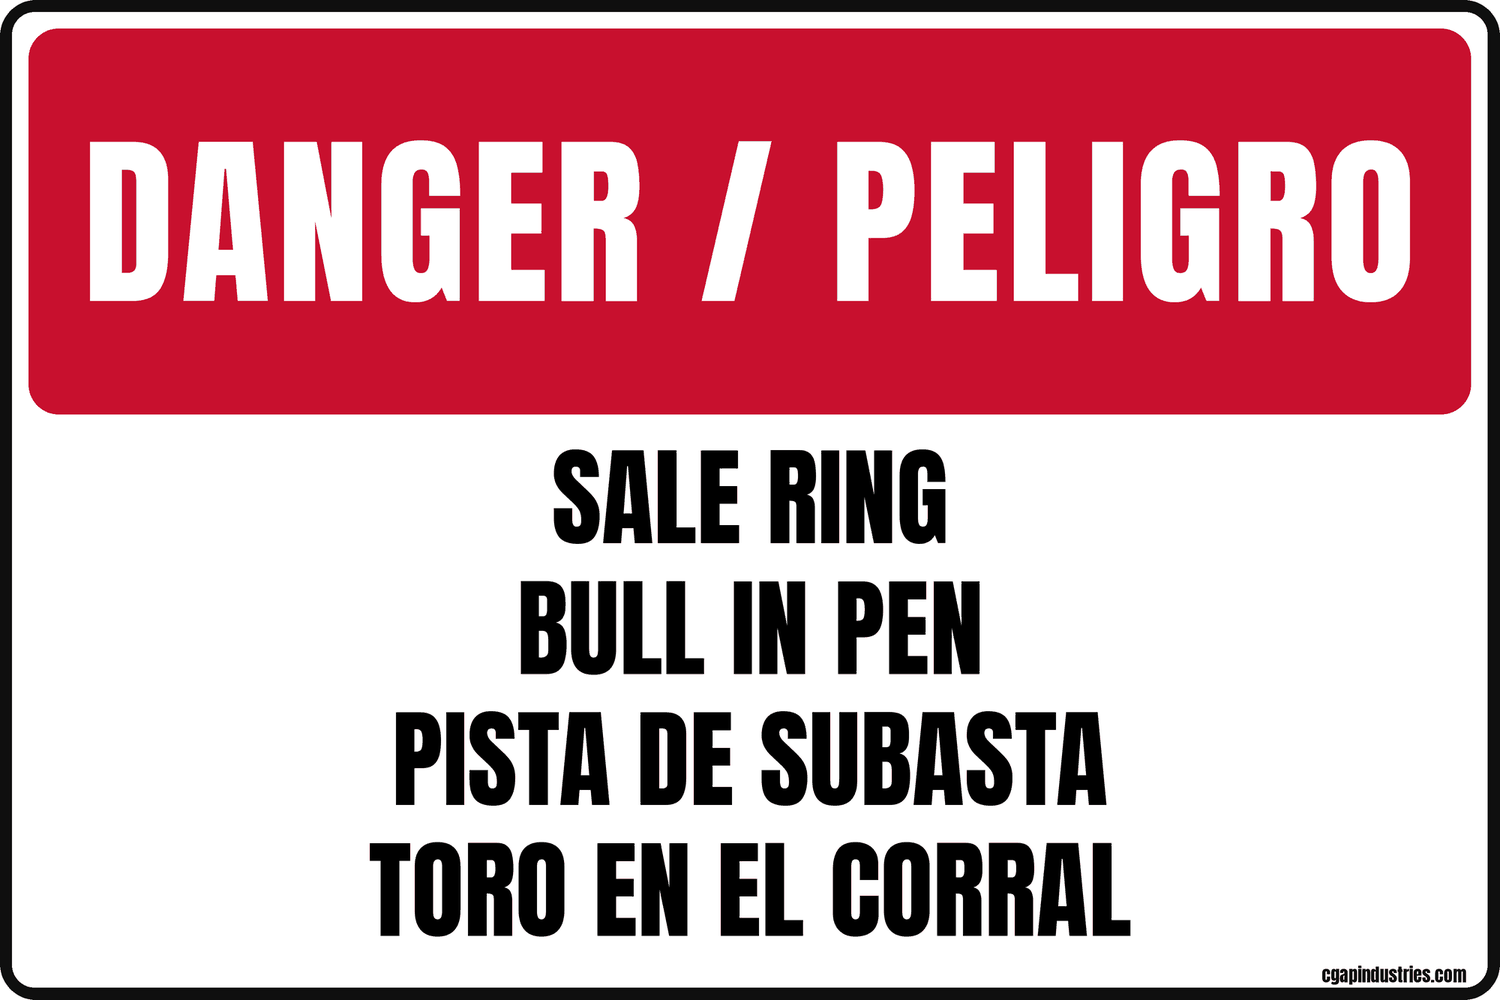 DANGER / PELIGRO
SALE RING
BULL IN PEN
PISTA DE SUBASTA
TORO EN EL CORRAL
cgapindustries.com